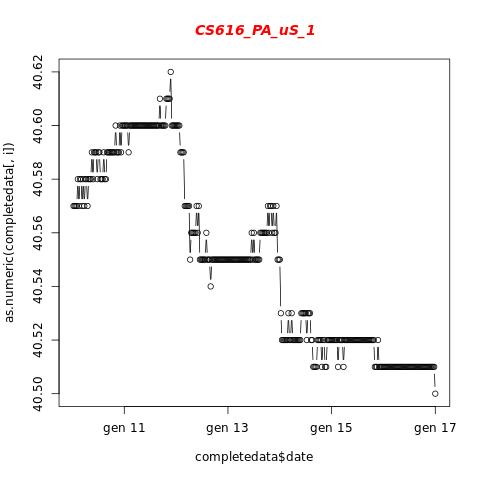 CS616_PA_uS_1
40.62
40.60
40.58
40.56
40.54
40.52
40.50
as.numeric(completedata[, i])
gen 11
gen 13
gen 15
gen 17
completedata$date